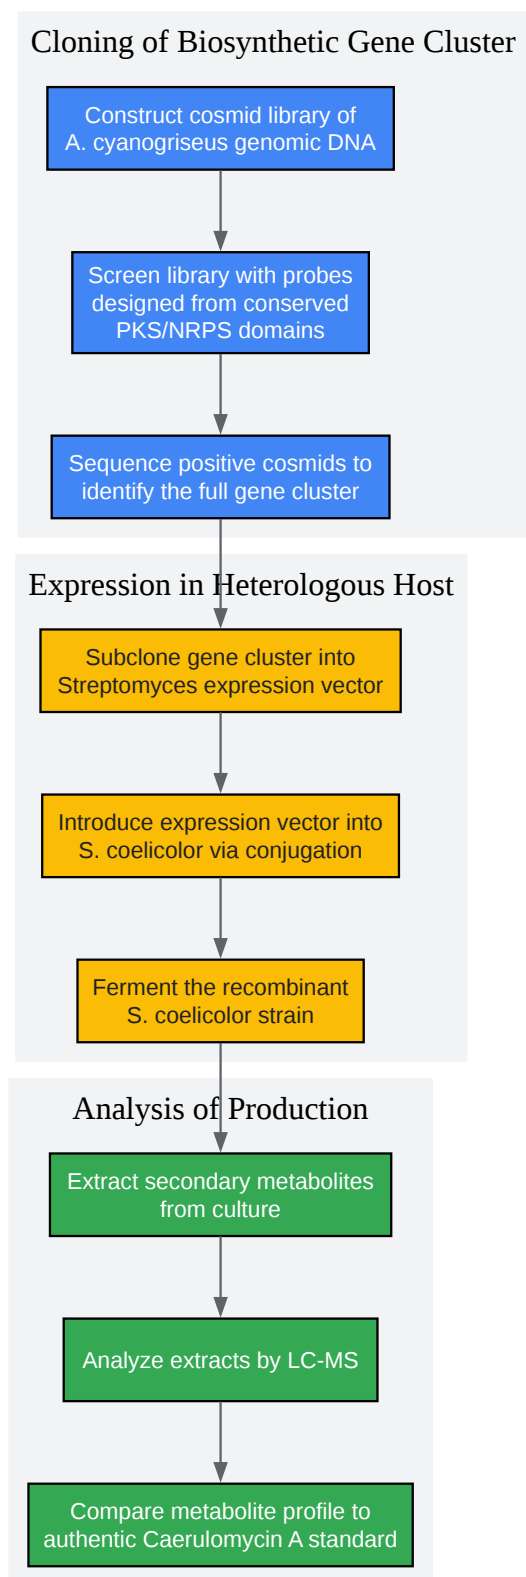 Cloning of Biosynthetic Gene Cluster
Construct cosmid library of
A. cyanogriseus genomic DNA
Screen library with probes
designed from conserved
PKS/NRPS domains
Sequence positive cosmids to
identify the full gene cluster
Expression in Heterologous Host
Subclone gene cluster into
Streptomyces expression vector
Introduce expression vector into
S. coelicolor via conjugation
Ferment the recombinant
S. coelicolor strain
Analysis of Production
Extract secondary metabolites
from culture
Analyze extracts by LC-MS
Compare metabolite profile to
authentic Caerulomycin A standard